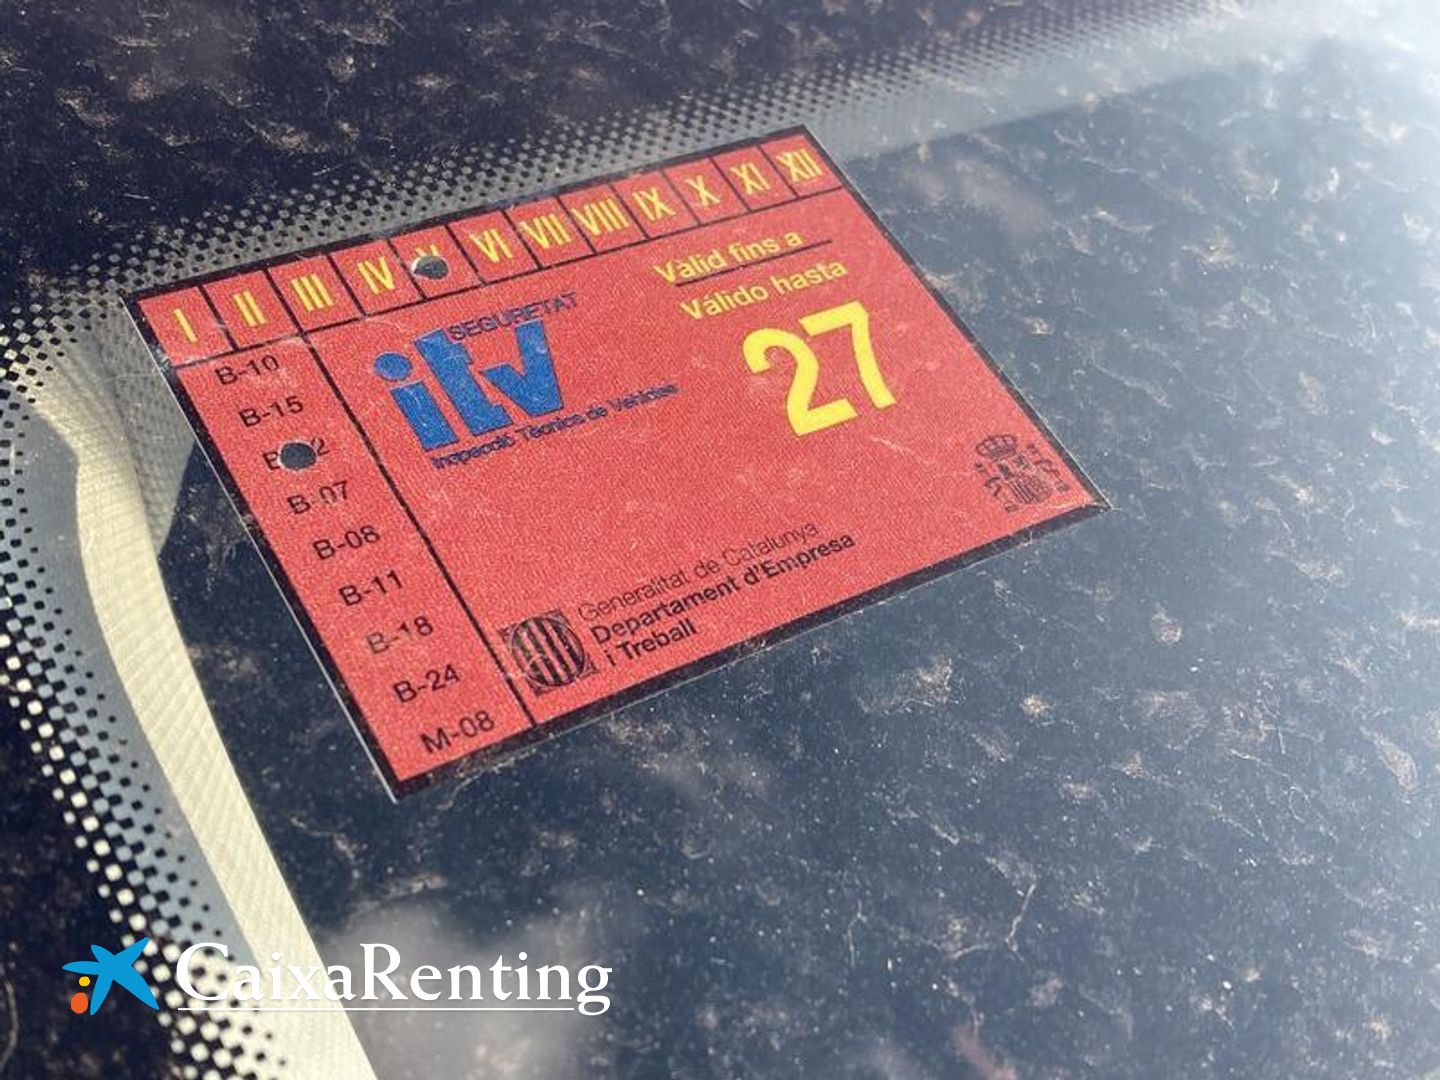 I II III IV V VI VII VIII IX X XI XII
Vàlid fins a
Válido hasta
27
SEGURETAT
itv
Inspecció Tècnica de Vehicles
B-10
B-15
B-07
B-08
B-11
B-18
B-24
M-08
Generalitat de Catalunya
Departament d'Empresa
i Treball
CaixaRenting